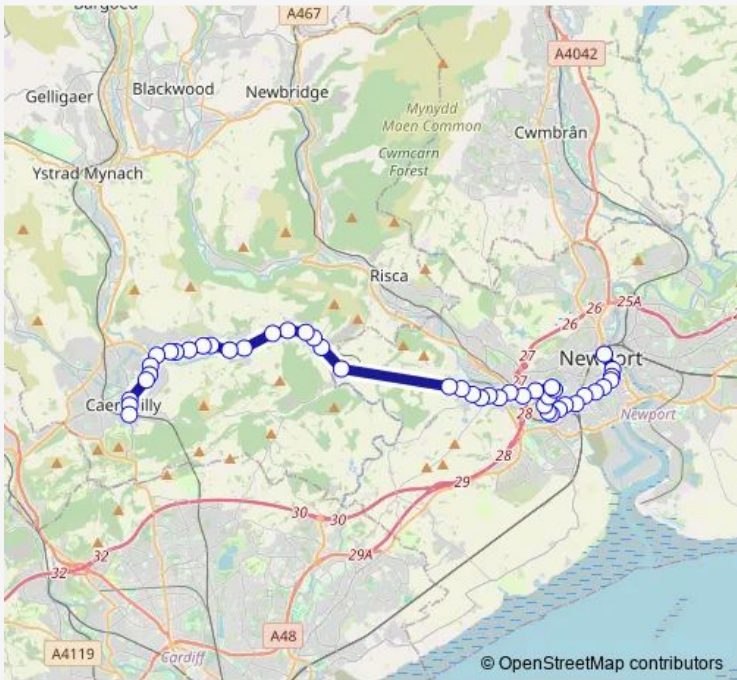 A467
A4042
Gelligaer
Blackwood
Newbridge
Mynydd
Maen Common
Cwmbrân
Cwmcarn
Forest
Ystrad Mynach
Risca
26
25A
26
27
27
28
28
29
29A
30
30
32
32
Newport
Newport
A48
A4119
Cardiff
© OpenStreetMap contributors